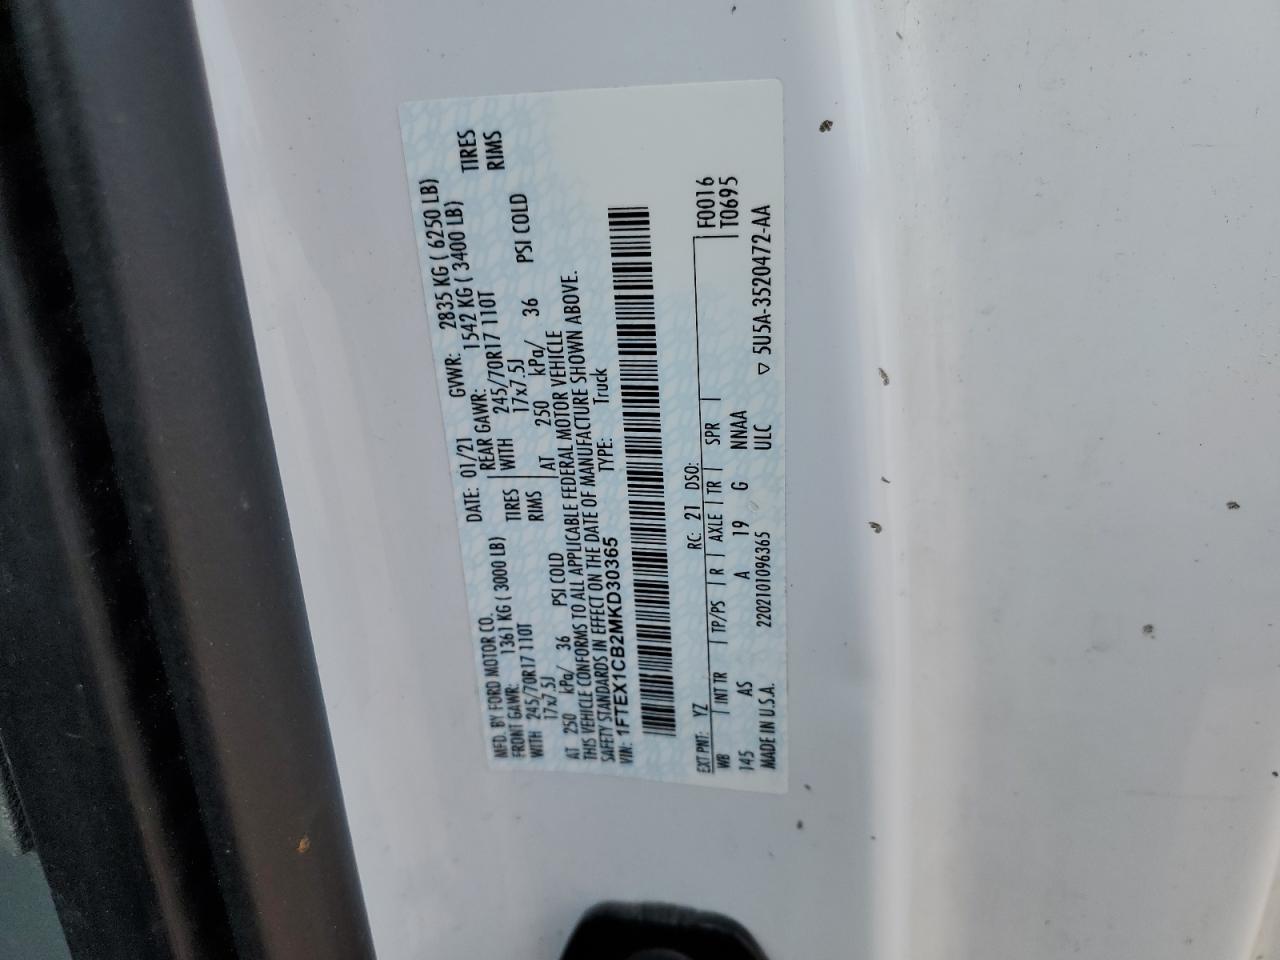 MFD. BY FORD MOTOR CO.
DATE: 01/21 GVWR: 2835 KG ( 6250 LB)
FRONT GAWR: 1361 KG ( 3000 LB) REAR GAWR: 1542 KG ( 3400 LB)
WITH 245/70R17 110T TIRES WITH 245/70R17 110T TIRES
17x7.5J RIMS 17x7.5J RIMS
AT 250 kPa/ 36 PSI COLD AT 250 kPa/ 36 PSI COLD
THIS VEHICLE CONFORMS TO ALL APPLICABLE FEDERAL MOTOR VEHICLE
SAFETY STANDARDS IN EFFECT ON THE DATE OF MANUFACTURE SHOWN ABOVE.
VIN: 1FTEX1CB2MKD30365 TYPE: Truck
EXT PNT: YZ RC: 21 DSO: F0016
WB INT TR TP/PS R AXLE TR SPR T0695
145 AS A 19 G NNAA
MADE IN U.S.A. 2202101096365 ULC ▽ 5U5A-3520472-AA